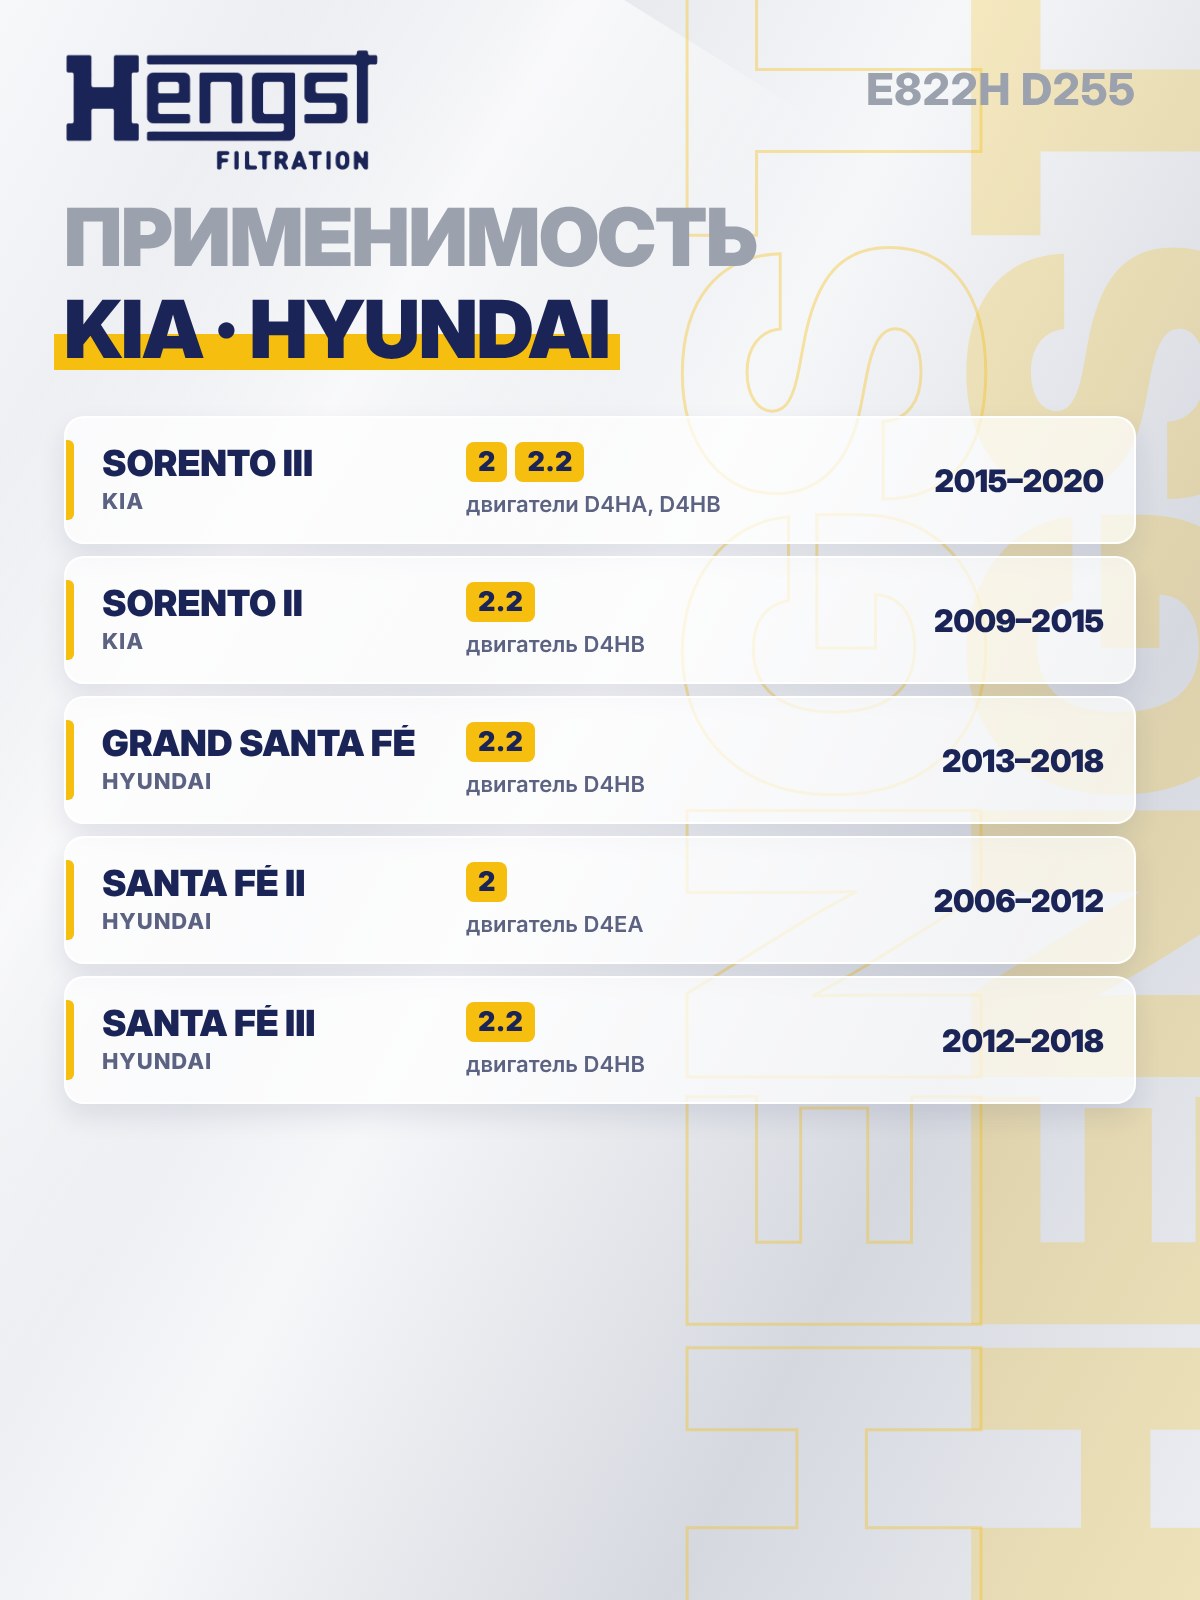 Hengst
FILTRATION
E822H D255
ПРИМЕНИМОСТЬ
KIA · HYUNDAI
SORENTO III
KIA
2 2.2
двигатели D4HA, D4HB
2015–2020
SORENTO II
KIA
2.2
двигатель D4HB
2009–2015
GRAND SANTA FÉ
HYUNDAI
2.2
двигатель D4HB
2013–2018
SANTA FÉ II
HYUNDAI
2
двигатель D4EA
2006–2012
SANTA FÉ III
HYUNDAI
2.2
двигатель D4HB
2012–2018
HENGST
HENGST